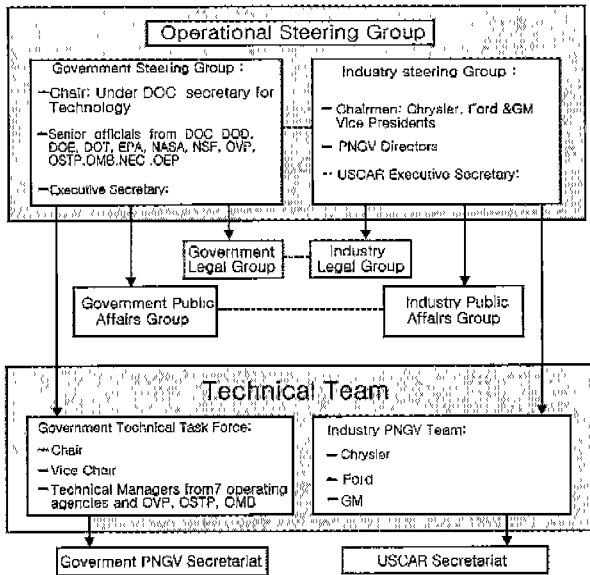 Operational Steering Group
Government Steering Group :
–Chair: Under DOC secretary for
Technology
–Senior officials from DOC DOD,
DOE, DOT, EPA, NASA, NSF, OVP,
OSTP,OMB,NEC ,OEP
–Executive Secretary:
Industry steering Group :
– Chairmen: Chrysler, Ford &GM
Vice Presidents
– PNGV Directors
– USCAR Executive Secretary:
Government
Legal Group
Industry
Legal Group
Government Public
Affairs Group
Industry Public
Affairs Group
Technical Team
Government Technical Task Force:
– Chair
– Vice Chair
– Technical Managers from7 operating
agencies and OVP, OSTP, OMB
Industry PNGV Team:
– Chrysler
– Ford
– GM
Goverment PNGV Secretariat
USCAR Secretariat